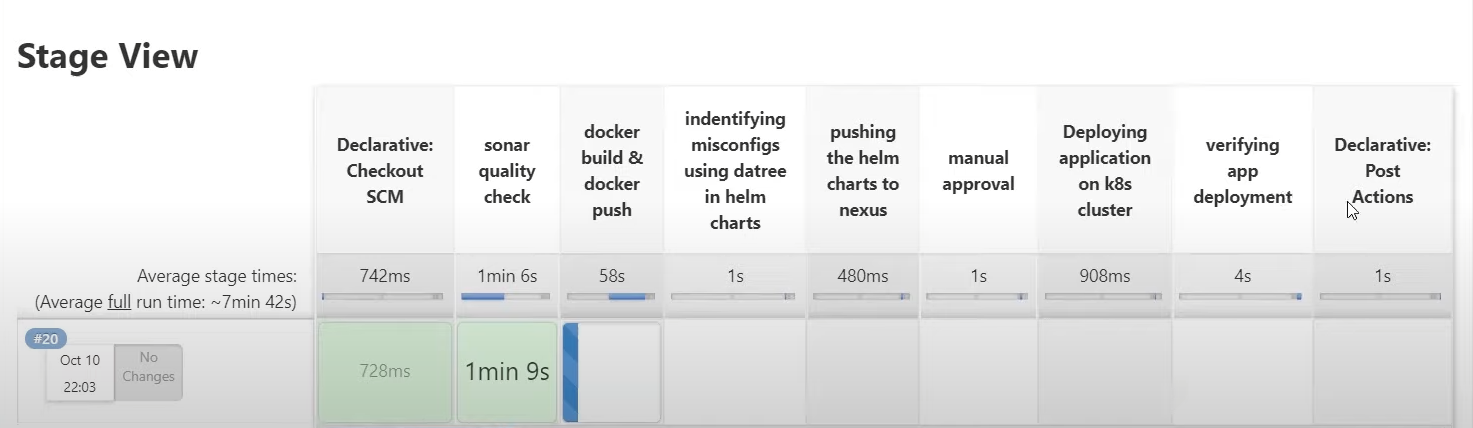 Stage View
Declarative:
Checkout
SCM
sonar
quality
check
docker
build &
docker
push
indentifying
misconfigs
using datree
in helm
charts
pushing
the helm
charts to
nexus
manual
approval
Deploying
application
on k8s
cluster
verifying
app
deployment
Declarative:
Post
Actions
Average stage times:
(Average full run time: ~7min 42s)
742ms
1min 6s
58s
1s
480ms
1s
908ms
4s
1s
#20
Oct 10
22:03
No
Changes
728ms
1min 9s